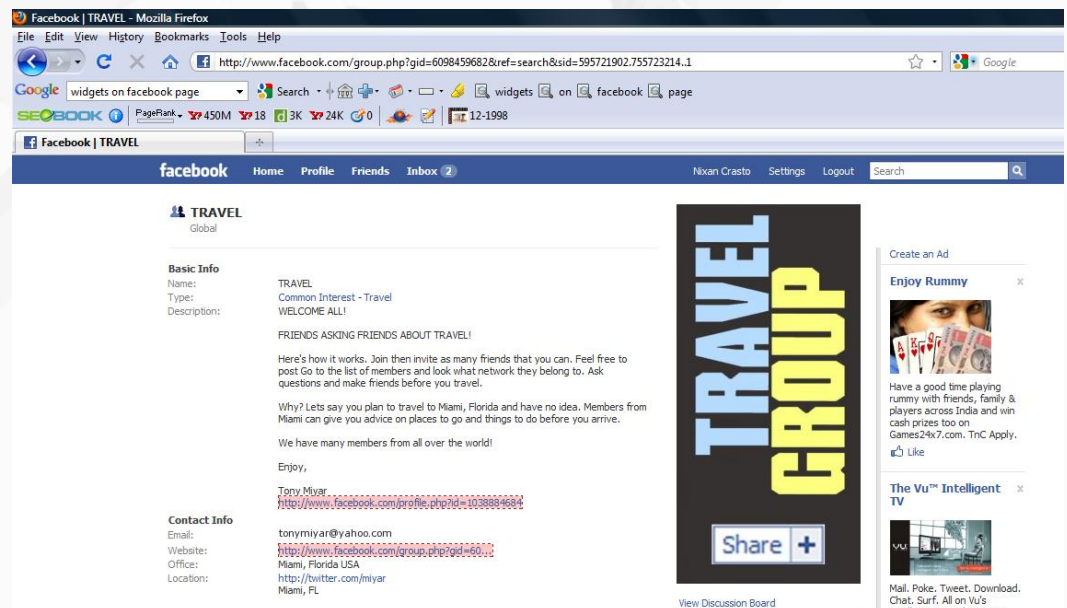 Facebook | TRAVEL - Mozilla Firefox
File Edit View History Bookmarks Tools Help
http://www.facebook.com/group.php?gid=6098459682&ref=search&sid=595721902.755723214..1
Google
Google widgets on facebook page Search widgets on facebook page
SEOBOOK PageRank 450M 18 3K 24K 0 12-1998
Facebook | TRAVEL
facebook Home Profile Friends Inbox 2 Nixan Crasto Settings Logout Search
TRAVEL
Global
Basic Info
Name: TRAVEL
Type: Common Interest - Travel
Description: WELCOME ALL!
FRIENDS ASKING FRIENDS ABOUT TRAVEL!
Here's how it works. Join then invite as many friends that you can. Feel free to
post Go to the list of members and look what network they belong to. Ask
questions and make friends before you travel.
Why? Lets say you plan to travel to Miami, Florida and have no idea. Members from
Miami can give you advice on places to go and things to do before you arrive.
We have many members from all over the world!
Enjoy,
Tony Miyar
http://www.facebook.com/profile.php?id=1038884684
Contact Info
Email: tonymiyar@yahoo.com
Website: http://www.facebook.com/group.php?gid=60...
Office: Miami, Florida USA
Location: http://twitter.com/miyar
Miami, FL
TRAVEL
GROUP
Share +
View Discussion Board
Create an Ad
Enjoy Rummy x
A K
Have a good time playing
rummy with friends, family &
players across India and win
cash prizes too on
Games24x7.com. TnC Apply.
Like
The Vu™ Intelligent x
TV
vu
Mail. Poke. Tweet. Download.
Chat. Surf. All on Vu's